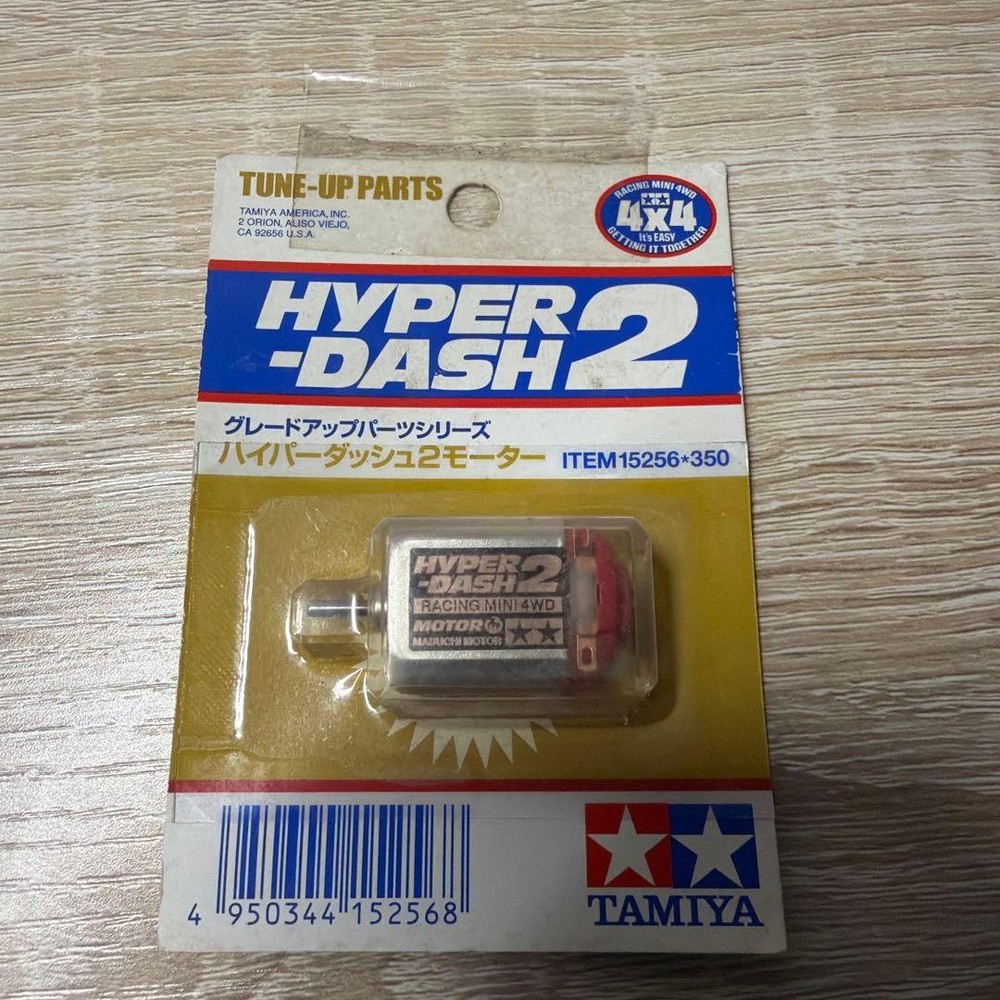 TUNE-UP PARTS
TAMIYA AMERICA, INC.
2 ORION, ALISO VIEJO,
CA 92656 U.S.A.
RACING MINI 4WD
4x4
It's EASY
GETTING IT TOGETHER
HYPER
-DASH 2
グレードアップパーツシリーズ
ハイパーダッシュ2モーター ITEM15256*350
HYPER
-DASH 2
RACING MINI 4WD
MOTOR
MABUCHI MOTOR
4 950344 152568
TAMIYA